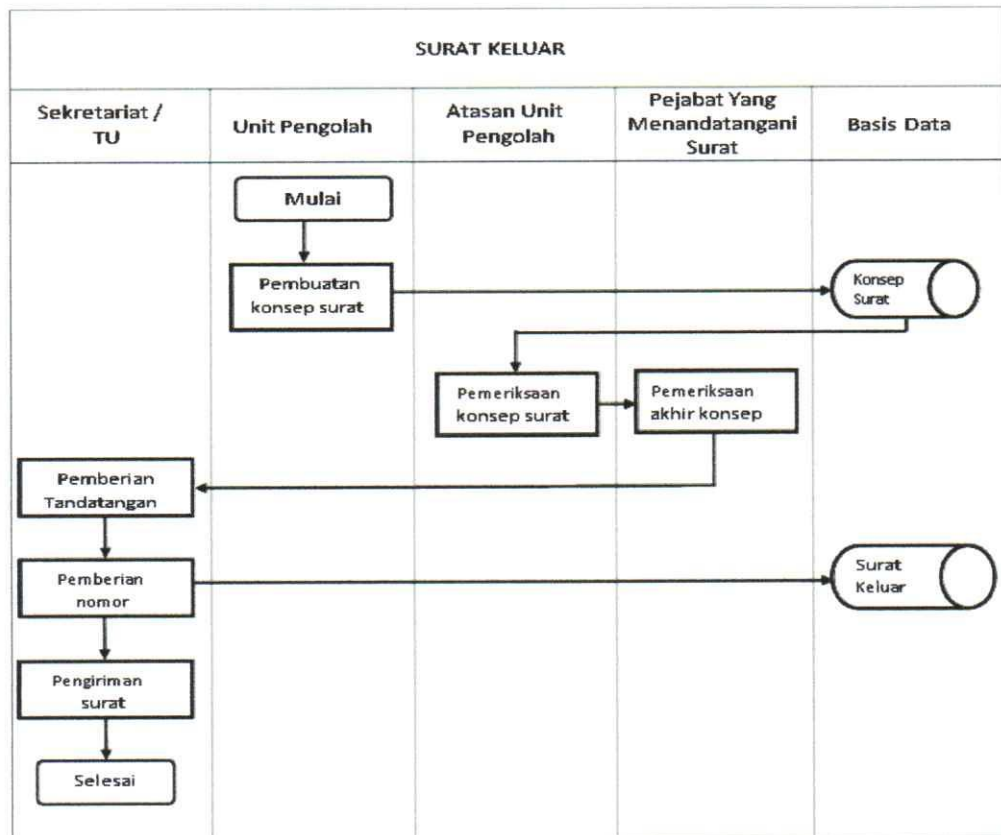 SURAT KELUAR
Sekretariat /
TU
Unit Pengolah
Atasan Unit
Pengolah
Pejabat Yang
Menandatangani
Surat
Basis Data
Mulai
Pembuatan
konsep surat
Konsep
Surat
Pemeriksaan
konsep surat
Pemeriksaan
akhir konsep
Pemberian
Tandatangan
Pemberian
nomor
Surat
Keluar
Pengiriman
surat
Selesai